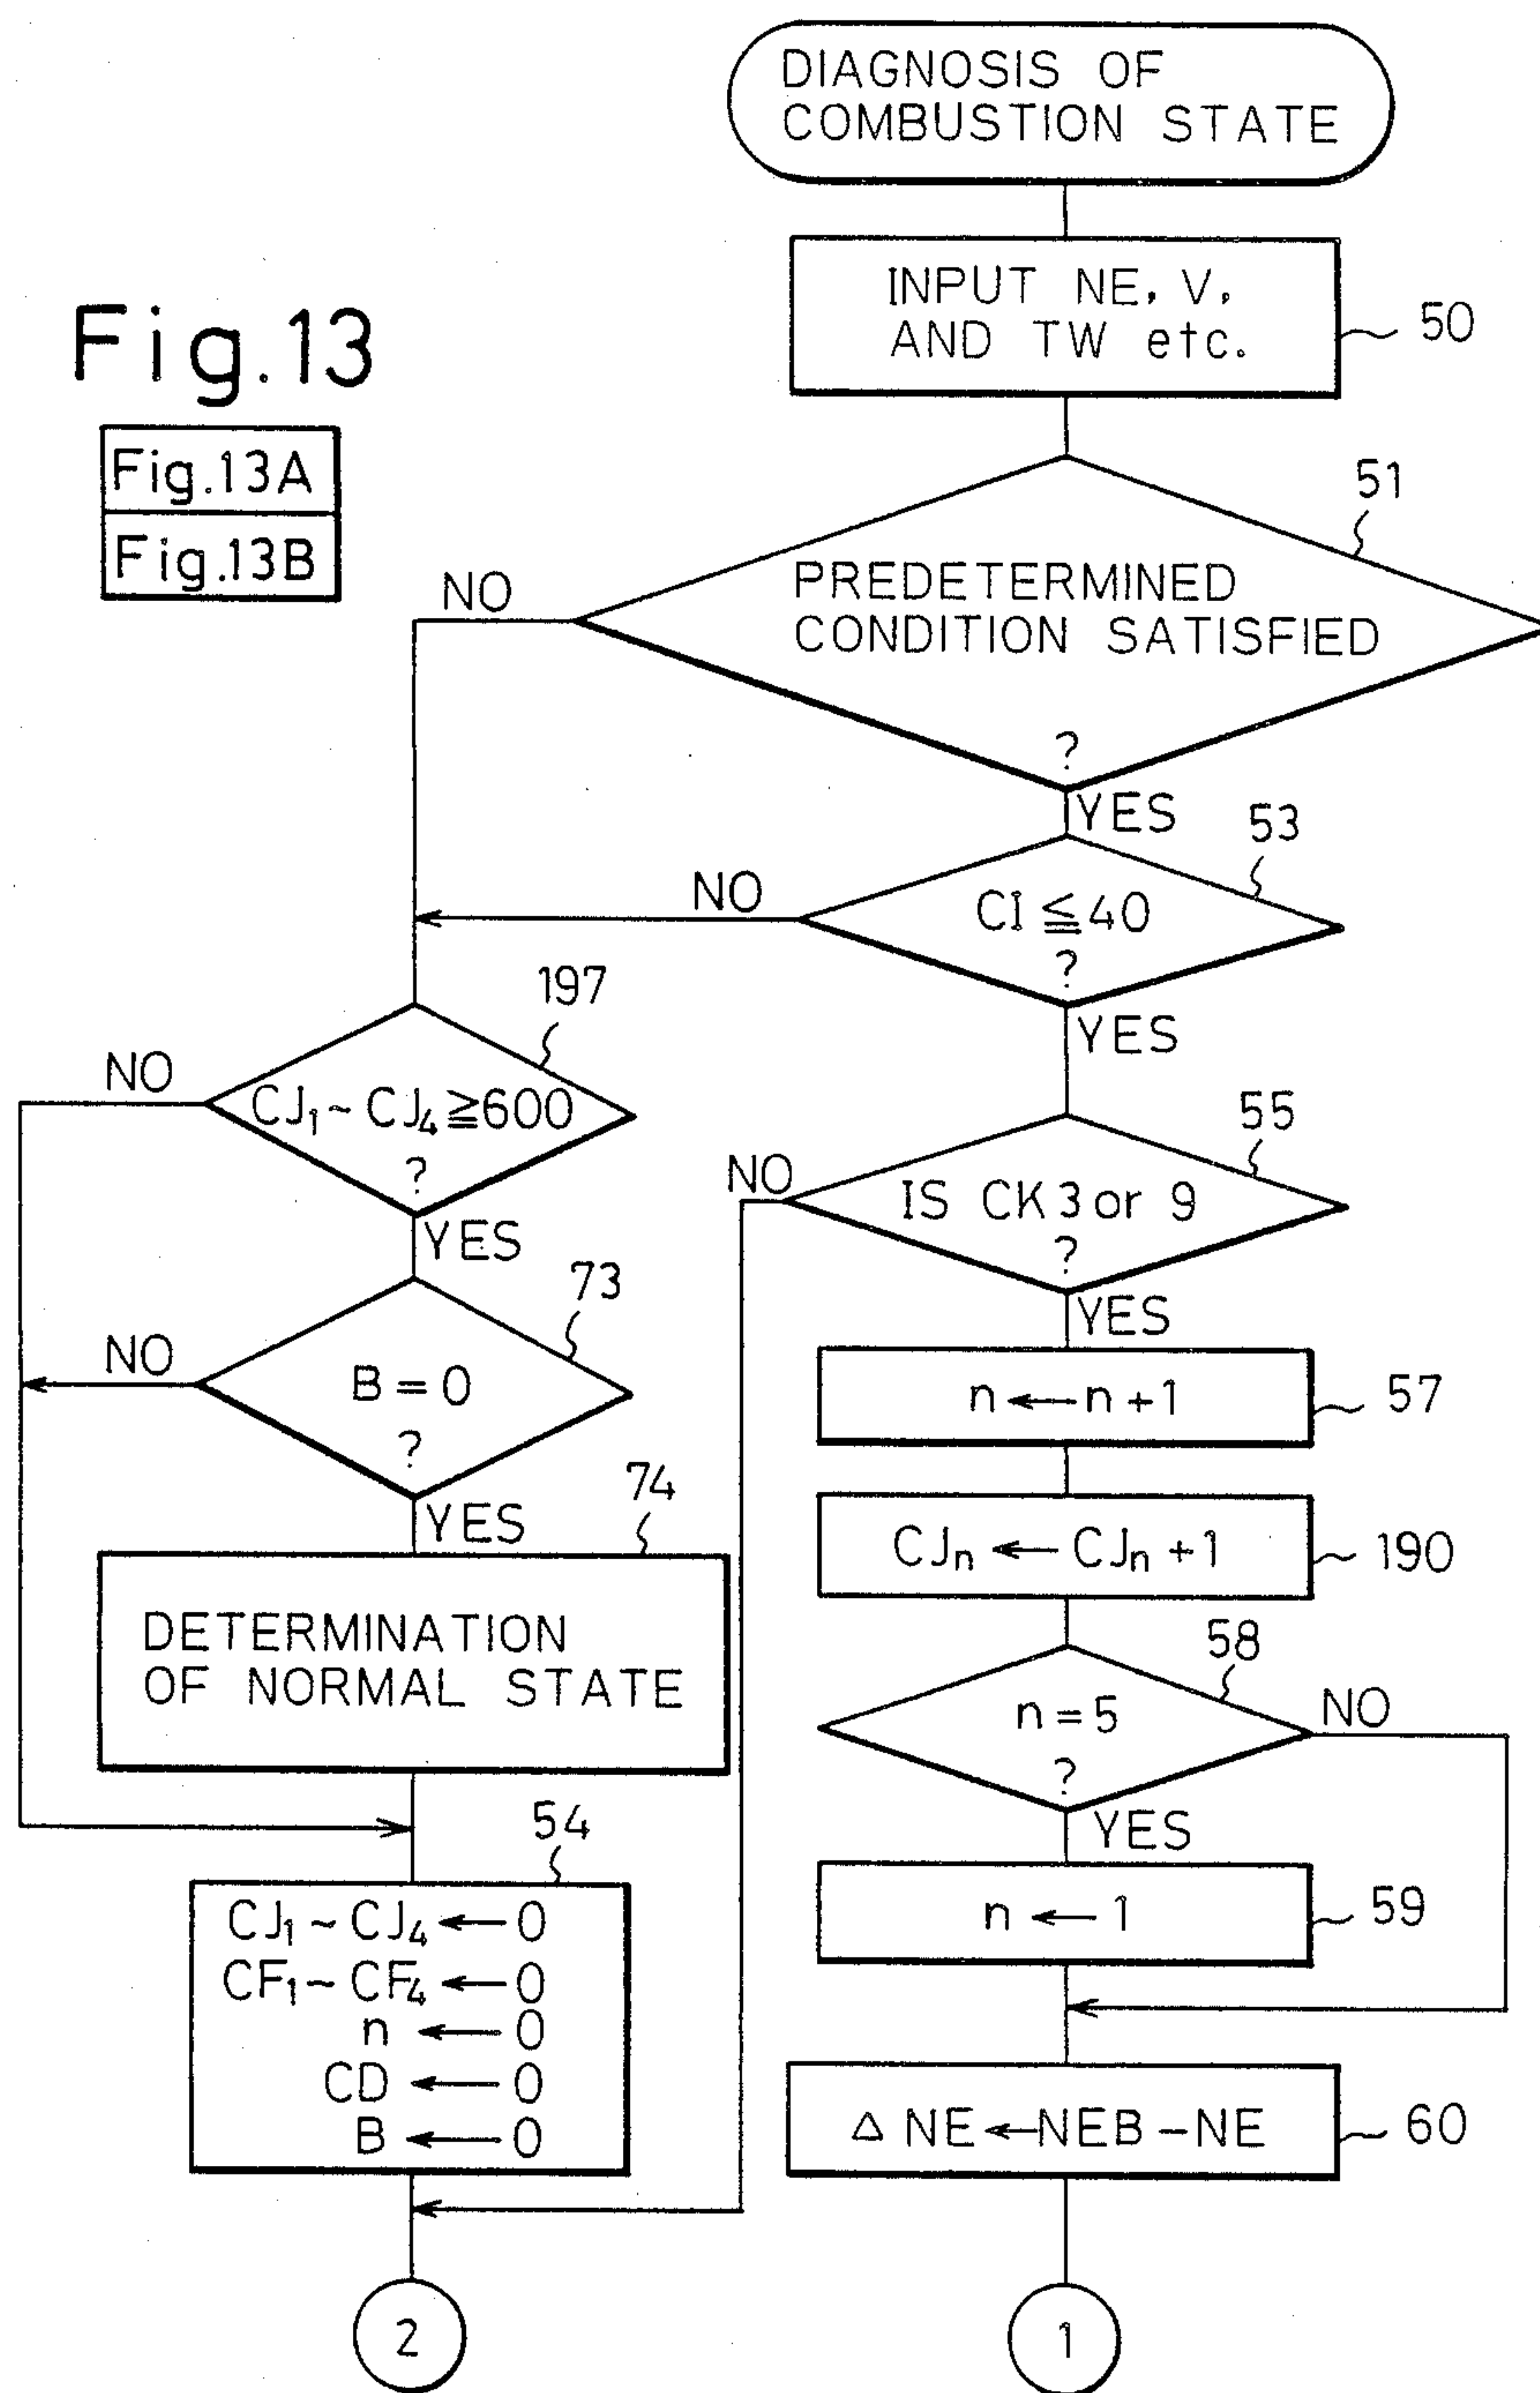 DIAGNOSIS OF
COMBUSTION STATE
INPUT NE, V,
AND TW etc.
50
Fig.13
Fig.13A
Fig.13B
51
PREDETERMINED
CONDITION SATISFIED
?
NO
YES
53
CI ≦ 40
?
NO
YES
197
CJ₁ ~ CJ₄ ≧ 600
?
NO
YES
55
IS CK 3 or 9
?
NO
YES
73
B = 0
?
NO
YES
57
n ← n + 1
74
DETERMINATION
OF NORMAL STATE
190
CJₙ ← CJₙ + 1
58
n = 5
?
NO
YES
54
CJ₁ ~ CJ₄ ← 0
CF₁ ~ CF₄ ← 0
n ← 0
CD ← 0
B ← 0
59
n ← 1
60
Δ NE ← NEB – NE
2
1